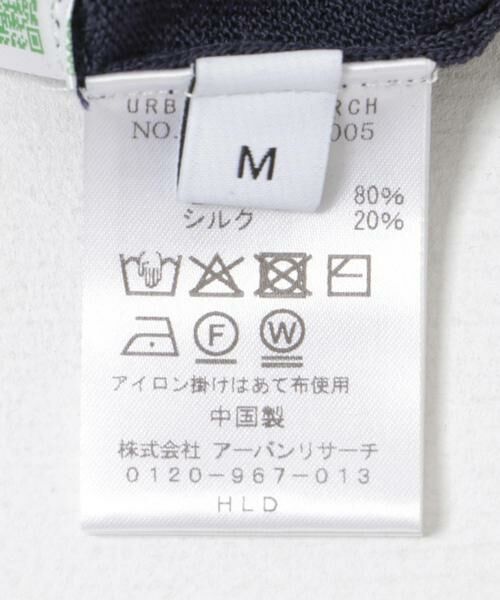 URB RCH
NO. 005
M
80%
シルク 20%
F W
アイロン掛けはあて布使用
中国製
株式会社 アーバンリサーチ
0120-967-013
HLD